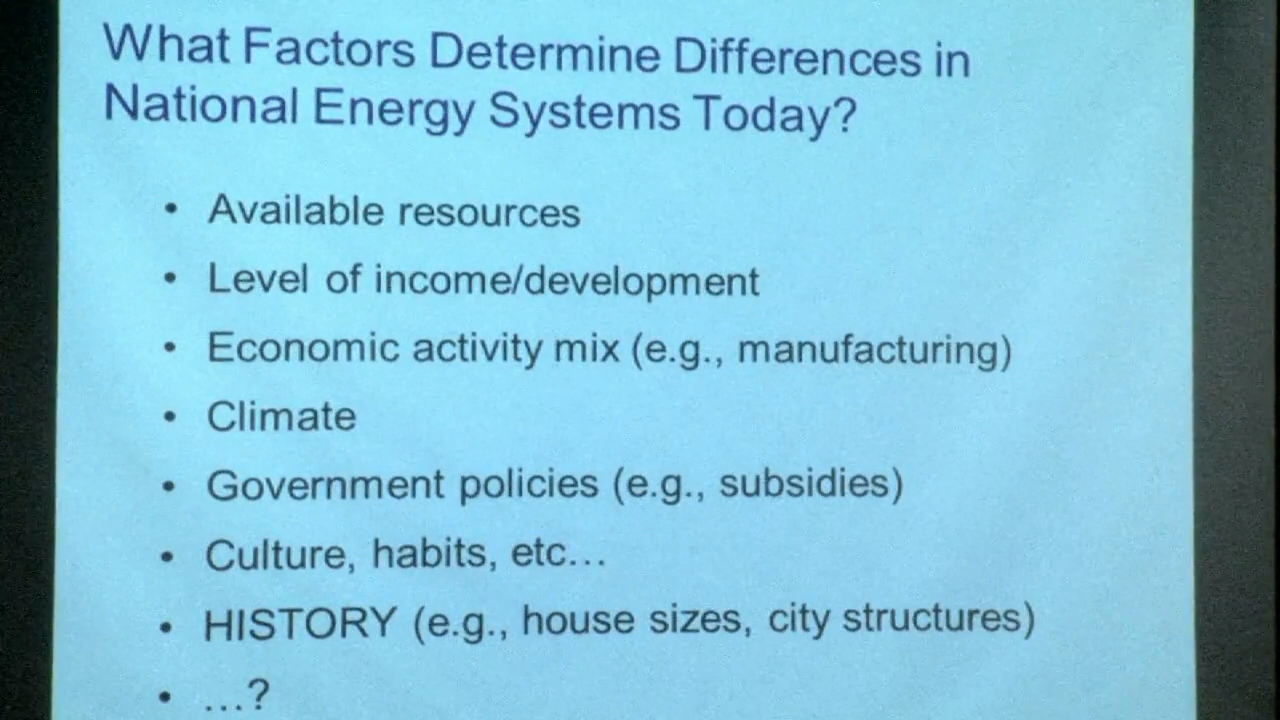 What Factors Determine Differences in
National Energy Systems Today?
• Available resources
• Level of income/development
• Economic activity mix (e.g., manufacturing)
• Climate
• Government policies (e.g., subsidies)
• Culture, habits, etc…
• HISTORY (e.g., house sizes, city structures)
• …?